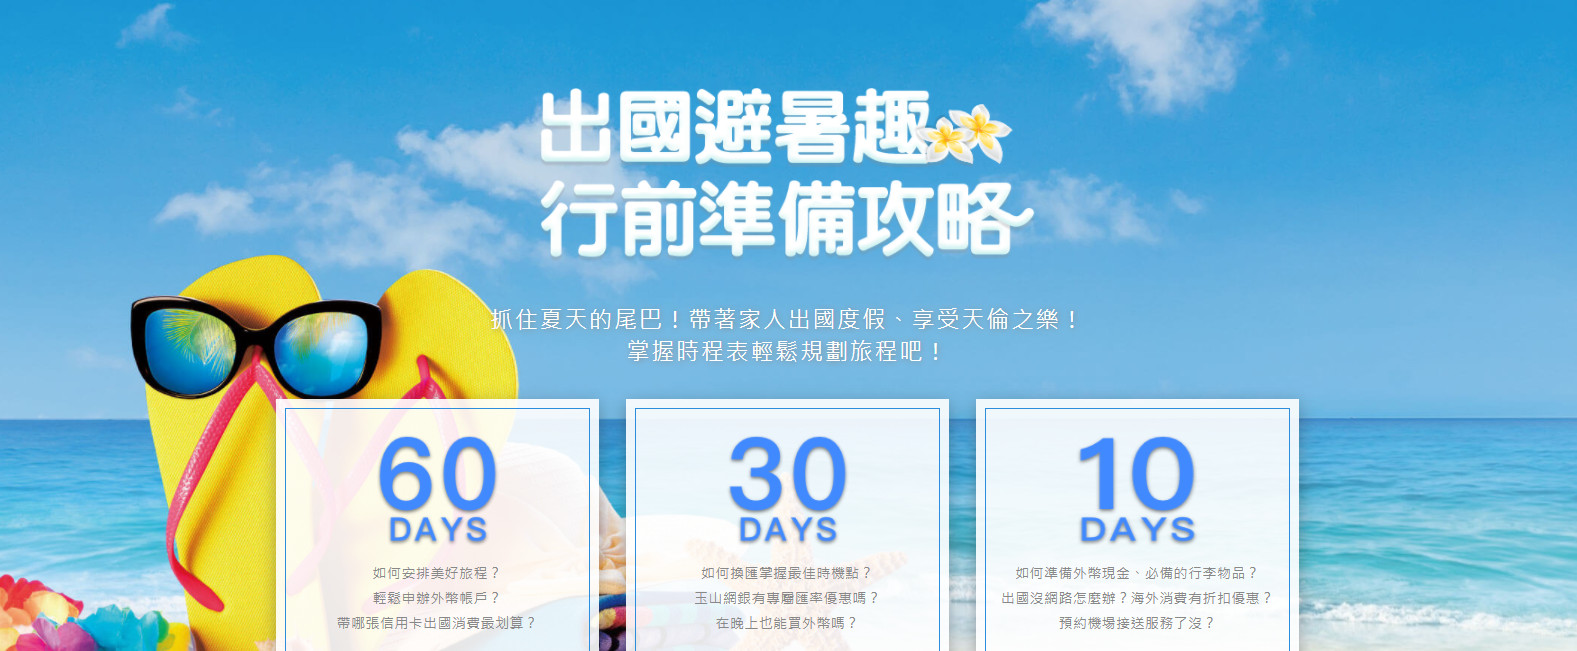 出國避暑趣
行前準備攻略
抓住夏天的尾巴！帶著家人出國度假、享受天倫之樂！
掌握時程表輕鬆規劃旅程吧！
60
DAYS
如何安排美好旅程？
輕鬆申辦外幣帳戶？
帶哪張信用卡出國消費最划算？
30
DAYS
如何換匯掌握最佳時機點？
玉山網銀有專屬匯率優惠嗎？
在晚上也能買外幣嗎？
10
DAYS
如何準備外幣現金、必備的行李物品？
出國沒網路怎麼辦？海外消費有折扣優惠？
預約機場接送服務了沒？